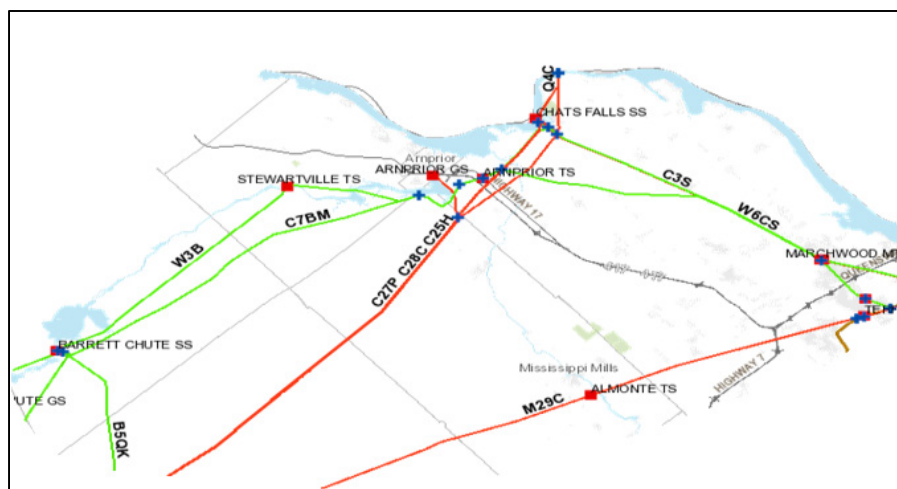 Q4C
CHATS FALLS SS
Arnprior
ARNPRIOR GS
ARNPRIOR TS
STEWARTVILLE TS
HIGHWAY 17
C3S
C7BM
W6CS
W3B
C27P C28C C25H
MARCHWOOD M
QUEENS
BARRETT CHUTE SS
Mississippi Mills
HIGHWAY 7
UTE GS
ALMONTE TS
M29C
B5QK